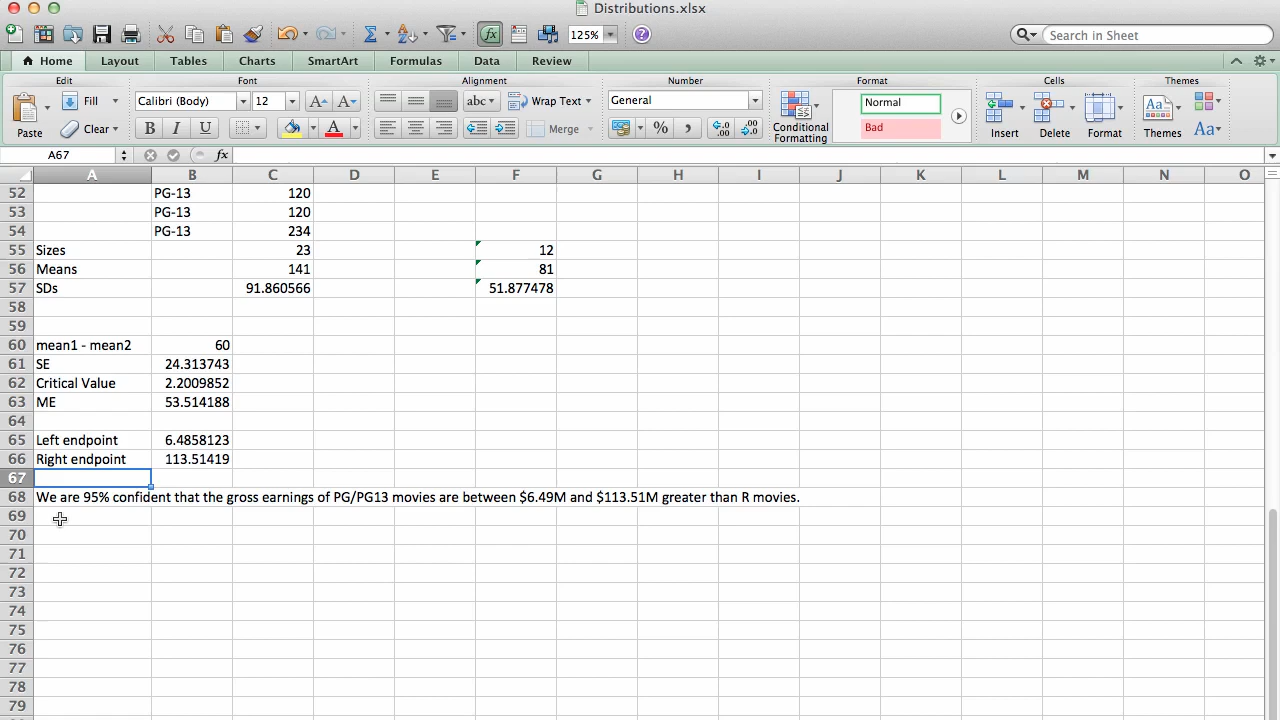 Distributions.xlsx
125%
Search in Sheet
Home Layout Tables Charts SmartArt Formulas Data Review
Edit Font Alignment Number Format Cells Themes
Paste Fill Clear Calibri (Body) 12 A A abc Wrap Text General Normal
B I U A Merge % , Conditional Formatting Bad Insert Delete Format Themes Aa
A67 fx
A B C D E F G H I J K L M N O
52 PG-13 120
53 PG-13 120
54 PG-13 234
55 Sizes 23 12
56 Means 141 81
57 SDs 91.860566 51.877478
58
59
60 mean1 - mean2 60
61 SE 24.313743
62 Critical Value 2.2009852
63 ME 53.514188
64
65 Left endpoint 6.4858123
66 Right endpoint 113.51419
67
68 We are 95% confident that the gross earnings of PG/PG13 movies are between $6.49M and $113.51M greater than R movies.
69
70
71
72
73
74
75
76
77
78
79